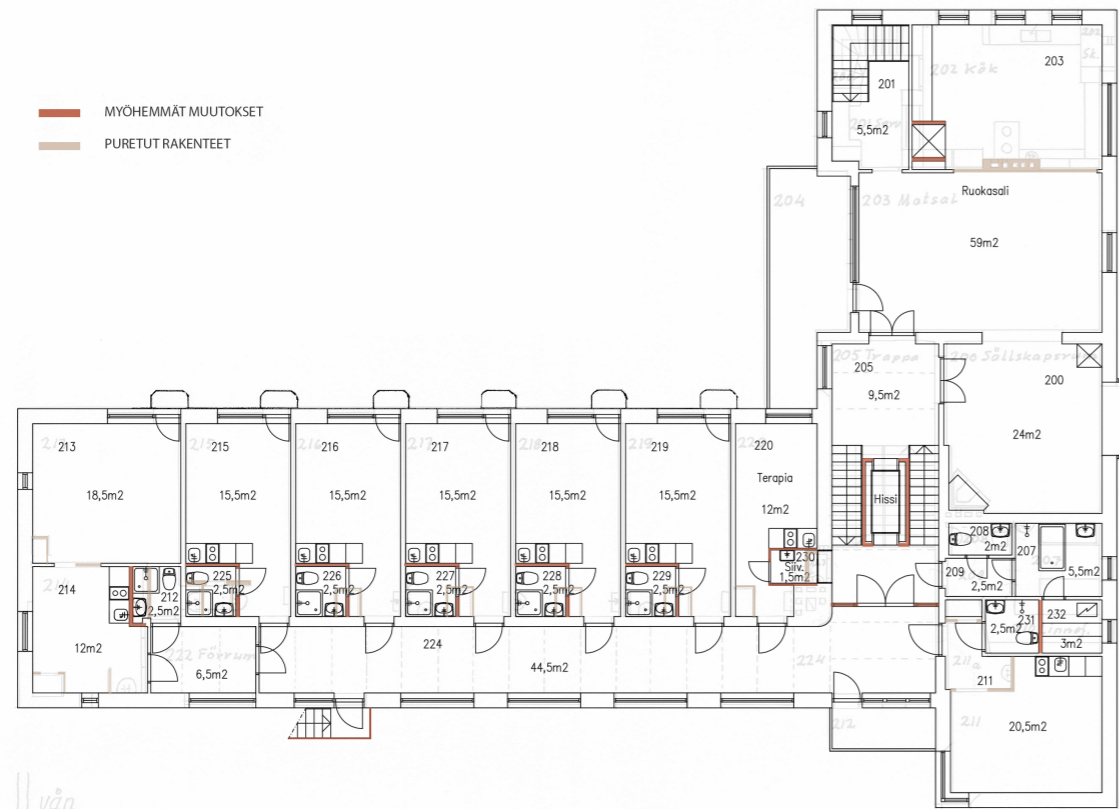 MYÖHEMMÄT MUUTOKSET
PURETUT RAKENTEET
201
5,5m2
202 Kök
203
204
203 Matsal
Ruokasali
59m2
205 Trappa
205
9,5m2
200
24m2
Hissi
213
18,5m2
215
15,5m2
216
15,5m2
217
15,5m2
218
15,5m2
219
15,5m2
220
Terapia
12m2
230
Siiv.
1,5m2
208
2m2
207
5,5m2
209
2,5m2
214
12m2
212
2,5m2
225
2,5m2
226
2,5m2
227
2,5m2
228
2,5m2
229
2,5m2
231
2,5m2
232
3m2
222 Förrum
6,5m2
224
44,5m2
224
212
211
211
20,5m2
vån